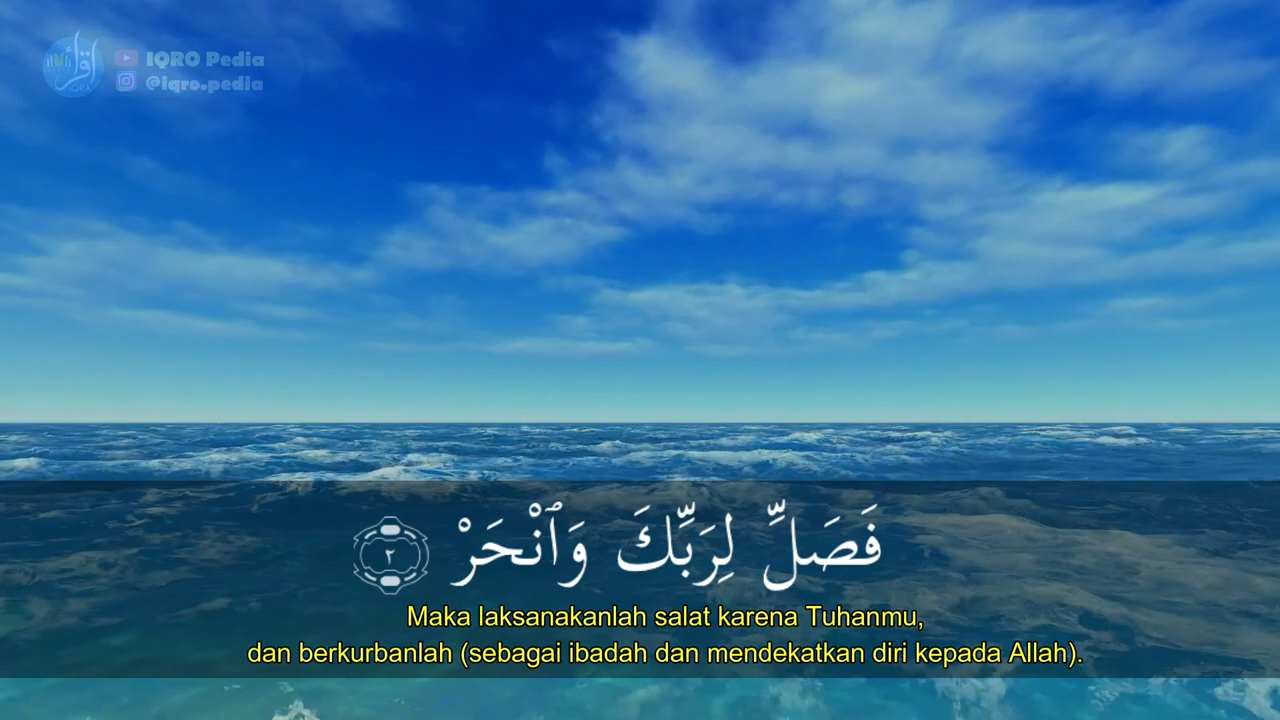 IQRO Pedia
@iqro.pedia
فَصَلِّ لِرَبِّكَ وَٱنْحَرْ ٢
Maka laksanakanlah salat karena Tuhanmu,
dan berkurbanlah (sebagai ibadah dan mendekatkan diri kepada Allah).